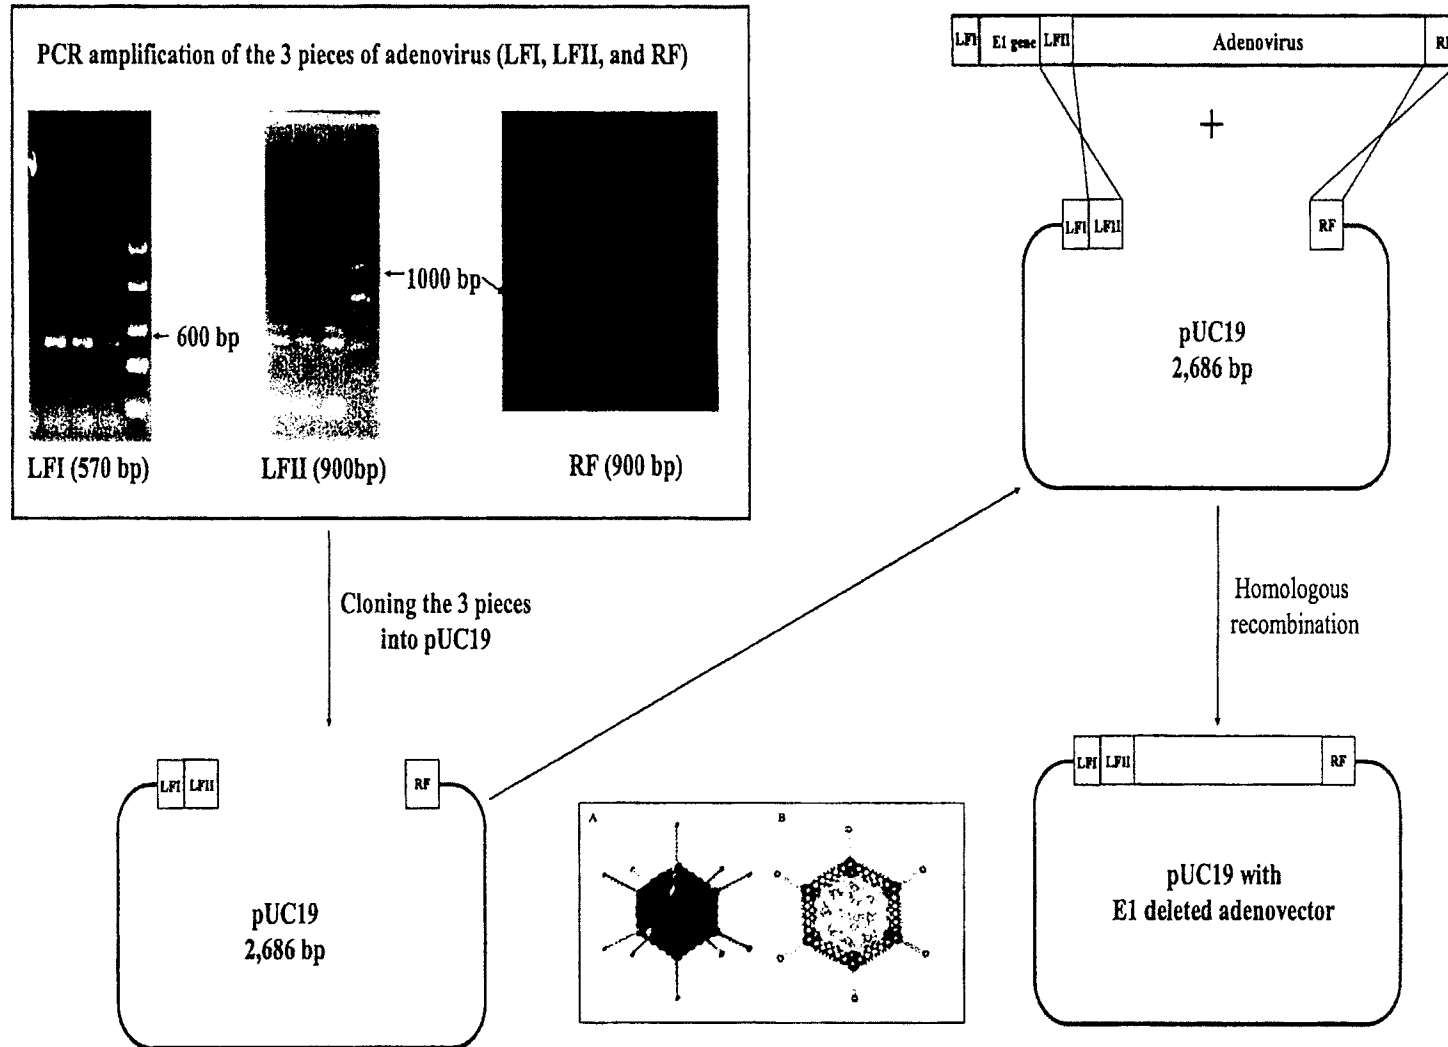 PCR amplification of the 3 pieces of adenovirus (LFI, LFII, and RF)
600 bp
1000 bp
LFI (570 bp)
LFII (900bp)
RF (900 bp)
LFI E1 gene LFII Adenovirus RF
+
LFI LFII RF
pUC19
2,686 bp
Cloning the 3 pieces
into pUC19
Homologous
recombination
LFI LFII RF
pUC19
2,686 bp
A B
LFI LFII RF
pUC19 with
E1 deleted adenovector